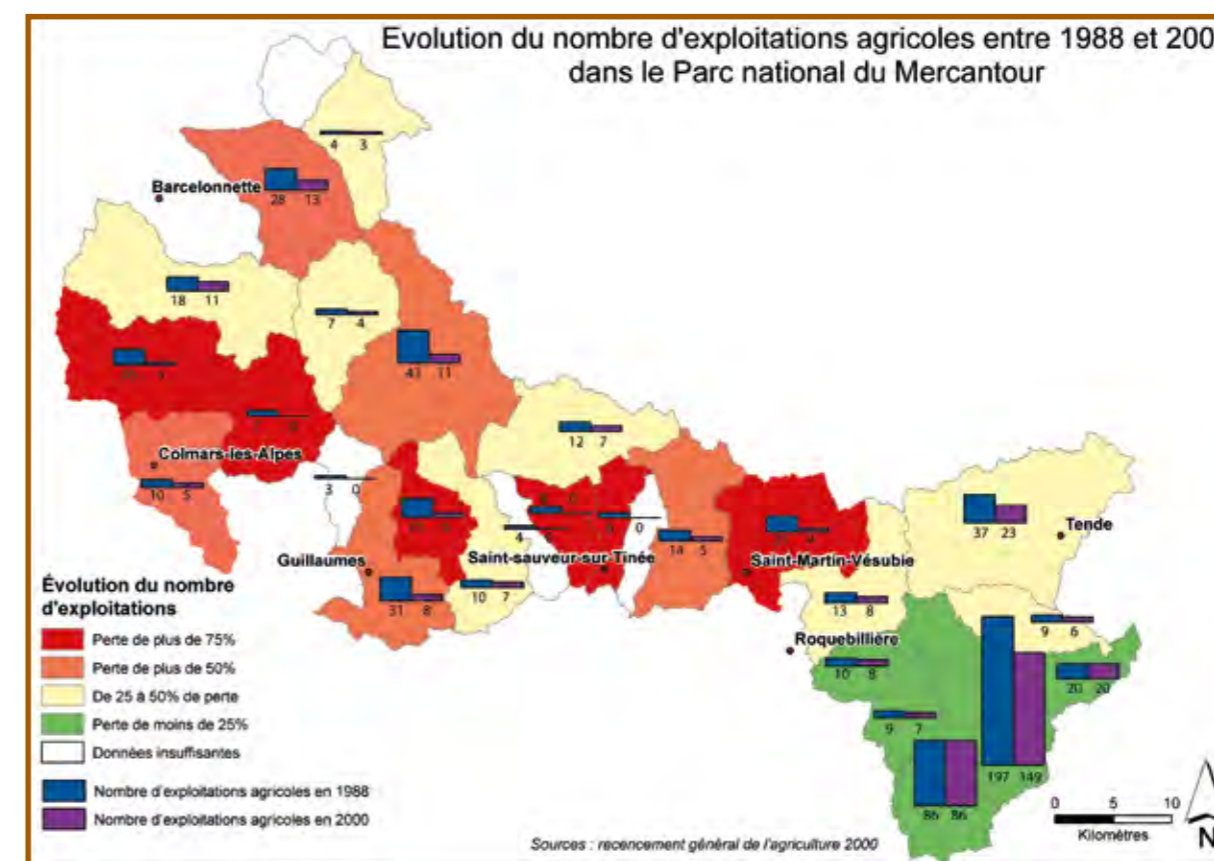 Evolution du nombre d'exploitations agricoles entre 1988 et 200
dans le Parc national du Mercantour
4 3
Barcelonnette
28 13
18 11
7 4
43 11
12 7
Colmars-les-Alpes
10 5
3 0
37 23
Tende
4
0
Saint-sauveur-sur-Tinée
14 5
Saint-Martin-Vésubie
Guillaumes
31 8
10 7
13 8
9 6
Roquebillière
10 8
20 20
9 7
197 149
86 86
Évolution du nombre
d'exploitations
Perte de plus de 75%
Perte de plus de 50%
De 25 à 50% de perte
Perte de moins de 25%
Données insuffisantes
Nombre d'exploitations agricoles en 1988
Nombre d'exploitations agricoles en 2000
Sources : recencement général de l'agriculture 2000
0 5 10
Kilomètres
N